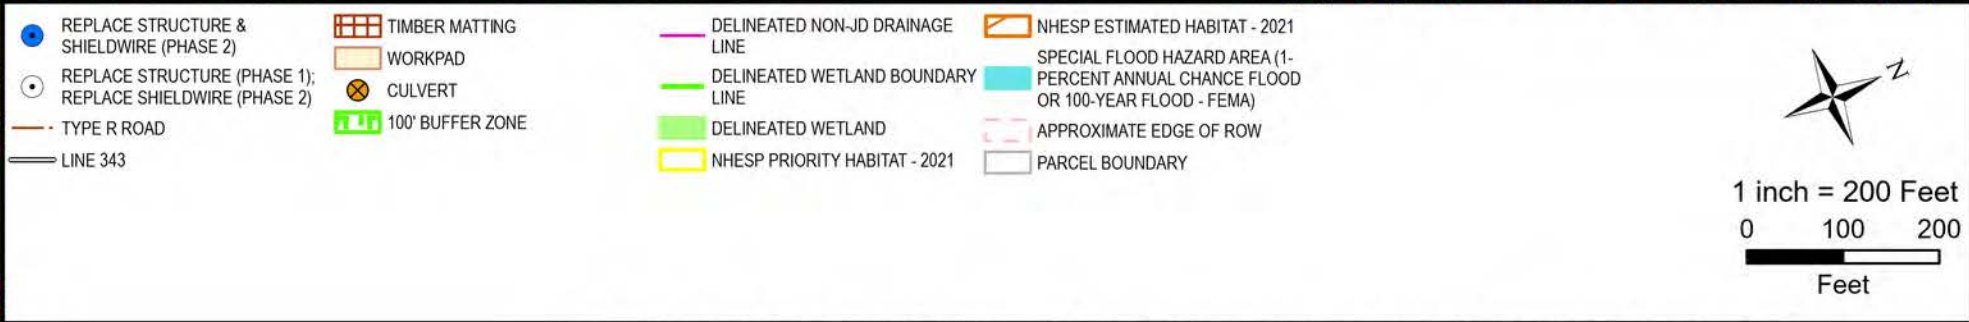 REPLACE STRUCTURE &
SHIELDWIRE (PHASE 2)
REPLACE STRUCTURE (PHASE 1);
REPLACE SHIELDWIRE (PHASE 2)
TYPE R ROAD
LINE 343
TIMBER MATTING
WORKPAD
CULVERT
100' BUFFER ZONE
DELINEATED NON-JD DRAINAGE
LINE
DELINEATED WETLAND BOUNDARY
LINE
DELINEATED WETLAND
NHESP PRIORITY HABITAT - 2021
NHESP ESTIMATED HABITAT - 2021
SPECIAL FLOOD HAZARD AREA (1-
PERCENT ANNUAL CHANCE FLOOD
OR 100-YEAR FLOOD - FEMA)
APPROXIMATE EDGE OF ROW
PARCEL BOUNDARY
N
1 inch = 200 Feet
0 100 200
Feet